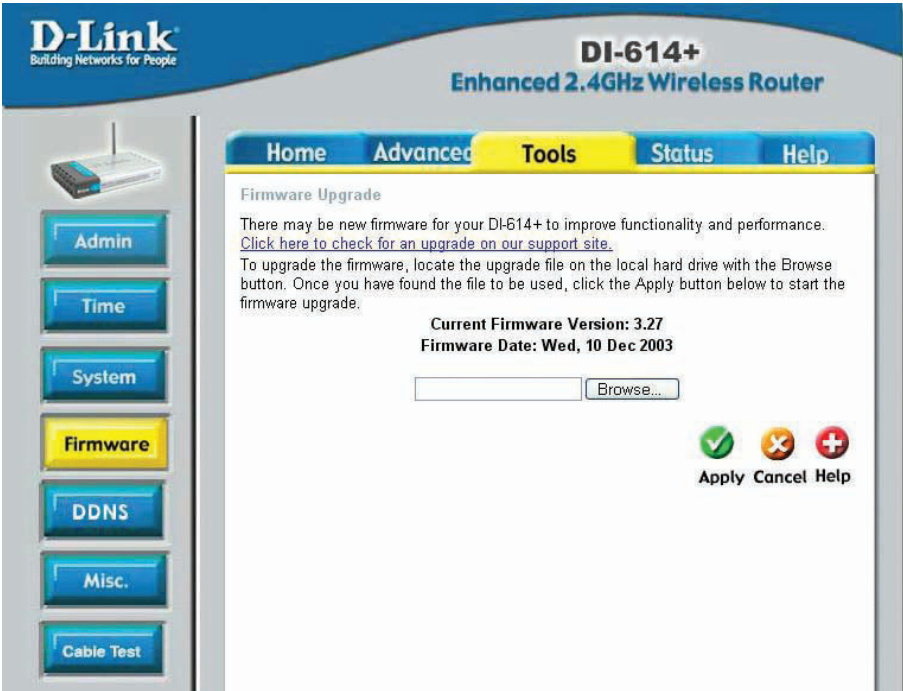 D-Link
Building Networks for People
DI-614+
Enhanced 2.4GHz Wireless Router
Home
Advanced
Tools
Status
Help
Admin
Time
System
Firmware
DDNS
Misc.
Cable Test
Firmware Upgrade
There may be new firmware for your DI-614+ to improve functionality and performance.
Click here to check for an upgrade on our support site.
To upgrade the firmware, locate the upgrade file on the local hard drive with the Browse
button. Once you have found the file to be used, click the Apply button below to start the
firmware upgrade.
Current Firmware Version: 3.27
Firmware Date: Wed, 10 Dec 2003
Browse...
Apply
Cancel
Help